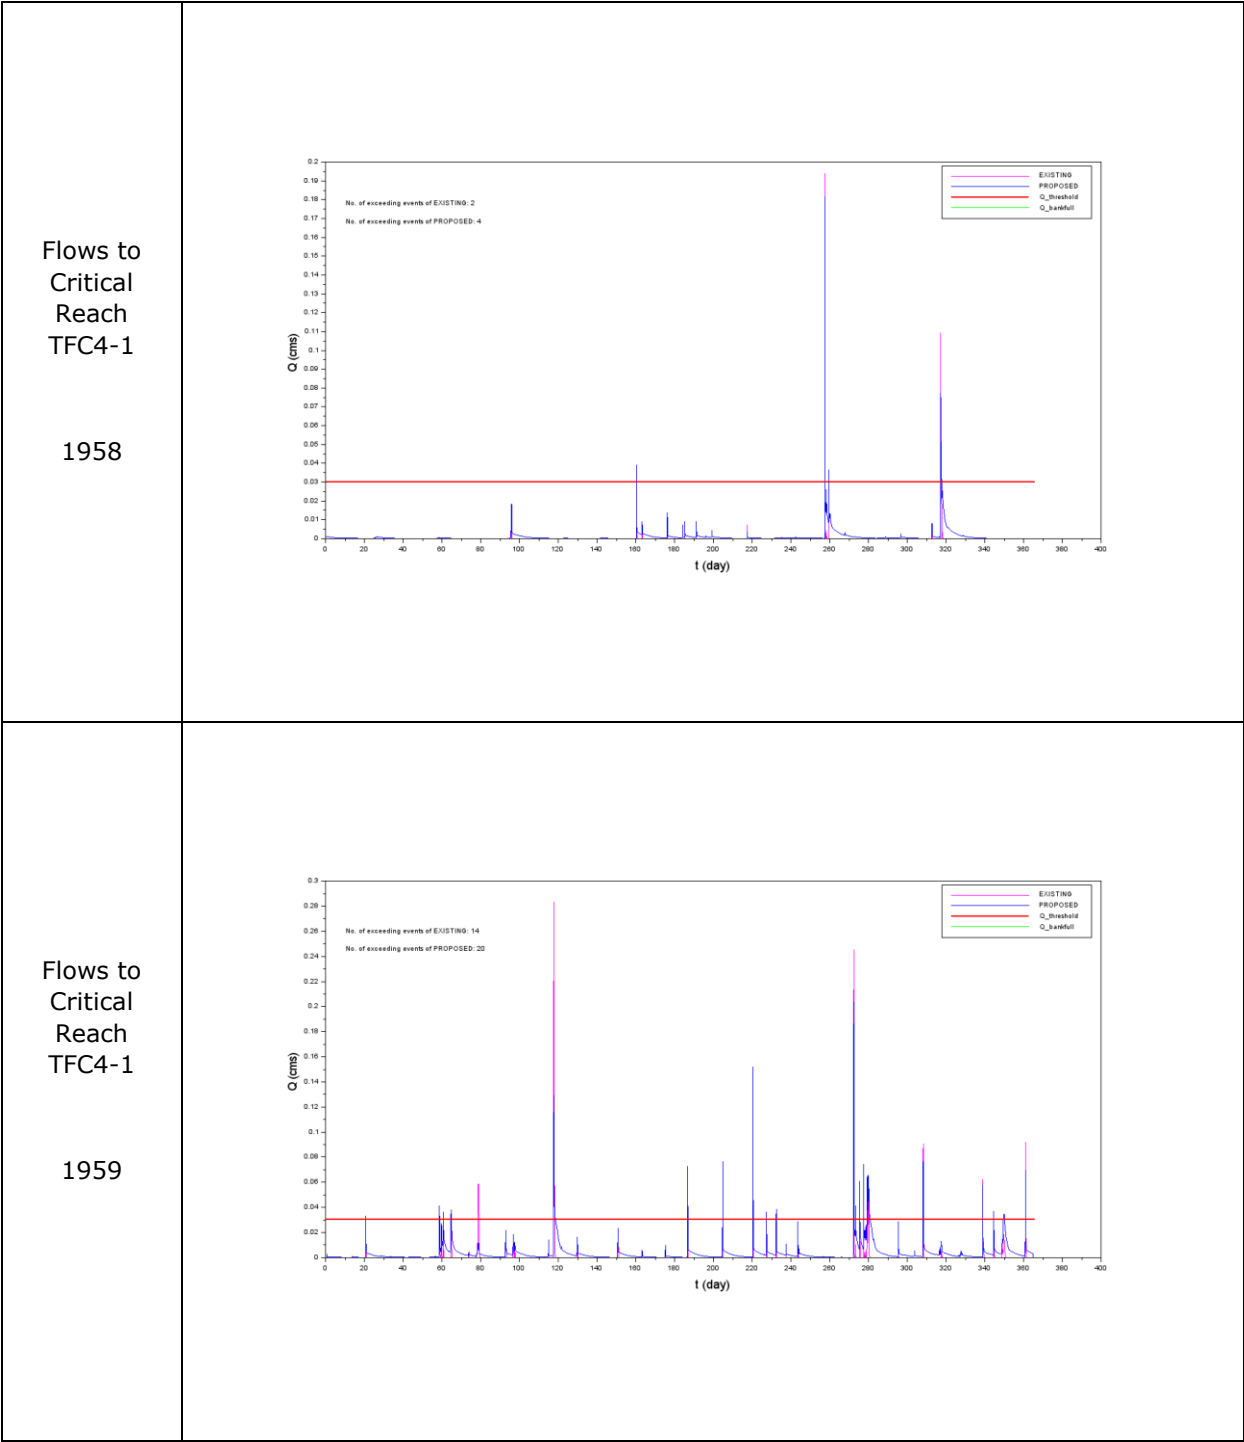 Flows to
Critical
Reach
TFC4-1
1958
0.2
0.19
0.18
0.17
0.16
0.15
0.14
0.13
0.12
0.11
0.1
0.09
0.08
0.07
0.06
0.05
0.04
0.03
0.02
0.01
0
Q (cms)
No. of exceeding events of EXISTING: 2
No. of exceeding events of PROPOSED: 4
EXISTING
PROPOSED
Q_threshold
Q_bankfull
0 20 40 60 80 100 120 140 160 180 200 220 240 260 280 300 320 340 360 380 400
t (day)
Flows to
Critical
Reach
TFC4-1
1959
0.3
0.28
0.26
0.24
0.22
0.2
0.18
0.16
0.14
0.12
0.1
0.08
0.06
0.04
0.02
0
Q (cms)
No. of exceeding events of EXISTING: 14
No. of exceeding events of PROPOSED: 20
EXISTING
PROPOSED
Q_threshold
Q_bankfull
0 20 40 60 80 100 120 140 160 180 200 220 240 260 280 300 320 340 360 380 400
t (day)